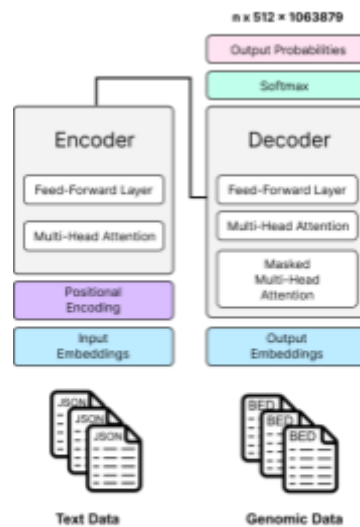 n x 512 x 1063879
Output Probabilities
Softmax
Encoder
Feed-Forward Layer
Multi-Head Attention
Positional
Encoding
Input
Embeddings
Decoder
Feed-Forward Layer
Multi-Head Attention
Masked
Multi-Head
Attention
Output
Embeddings
JSON
JSON
JSON
Text Data
BED
BED
BED
Genomic Data